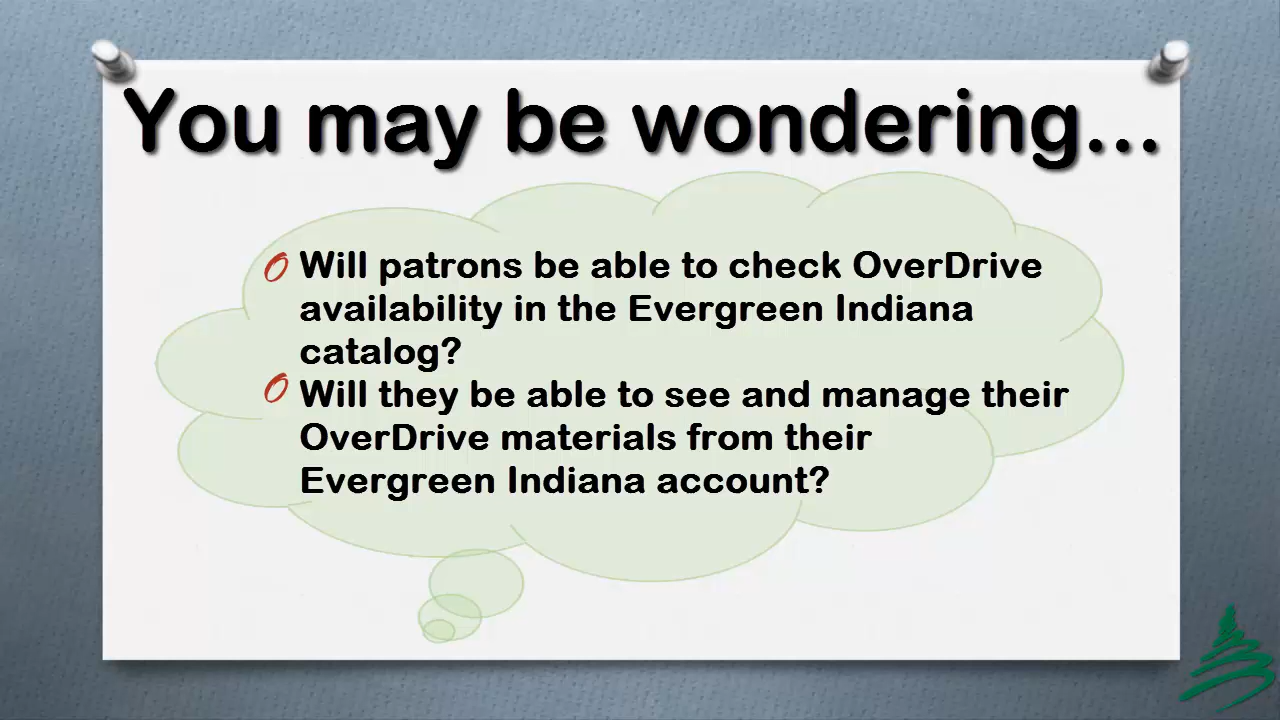 You may be wondering...
Will patrons be able to check OverDrive
availability in the Evergreen Indiana
catalog?
Will they be able to see and manage their
OverDrive materials from their
Evergreen Indiana account?